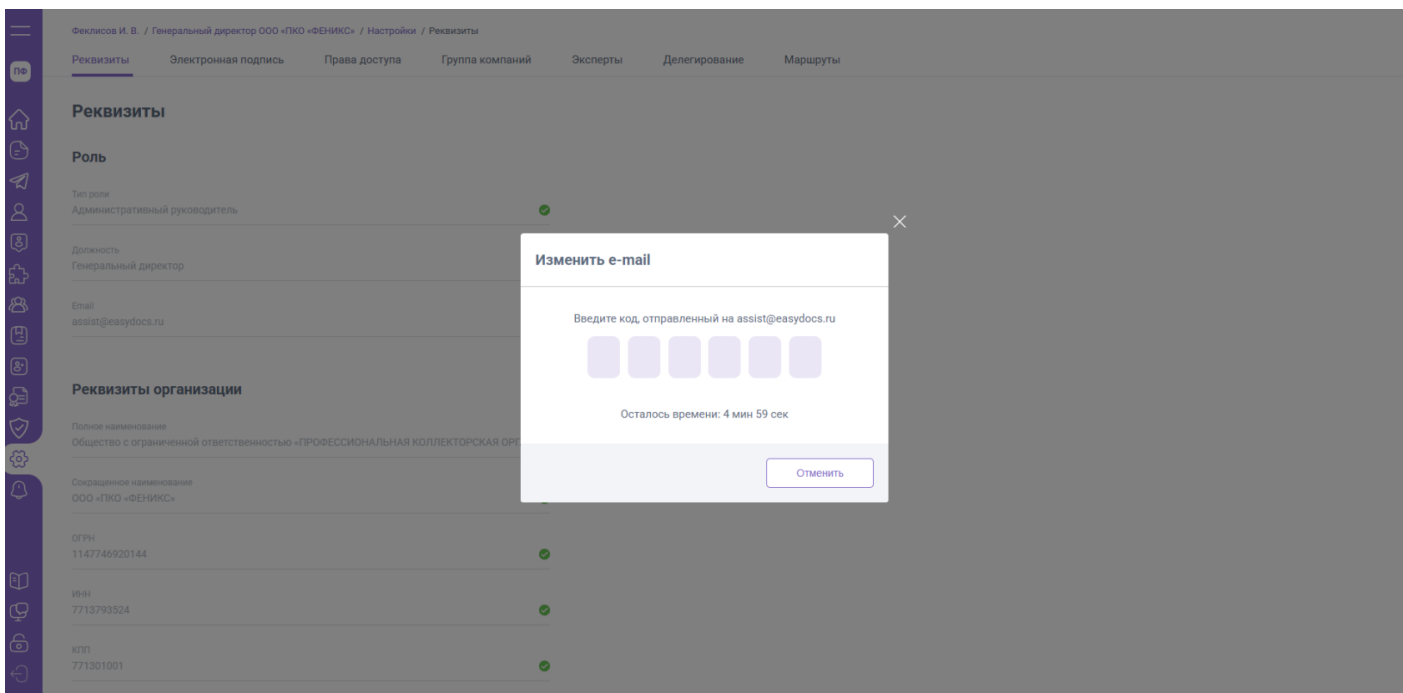 Феклисов И. В. / Генеральный директор ООО «ПКО «ФЕНИКС» / Настройки / Реквизиты
Реквизиты Электронная подпись Права доступа Группа компаний Эксперты Делегирование Маршруты
ПФ
Реквизиты
Роль
Тип роли
Административный руководитель
Должность
Генеральный директор
Email
assist@easydocs.ru
Реквизиты организации
Полное наименование
Общество с ограниченной ответственностью «ПРОФЕССИОНАЛЬНАЯ КОЛЛЕКТОРСКАЯ ОРГ
Сокращенное наименование
ООО «ПКО «ФЕНИКС»
ОГРН
1147746920144
ИНН
7713793524
КПП
771301001
Изменить e-mail
Введите код, отправленный на assist@easydocs.ru
Осталось времени: 4 мин 59 сек
Отменить